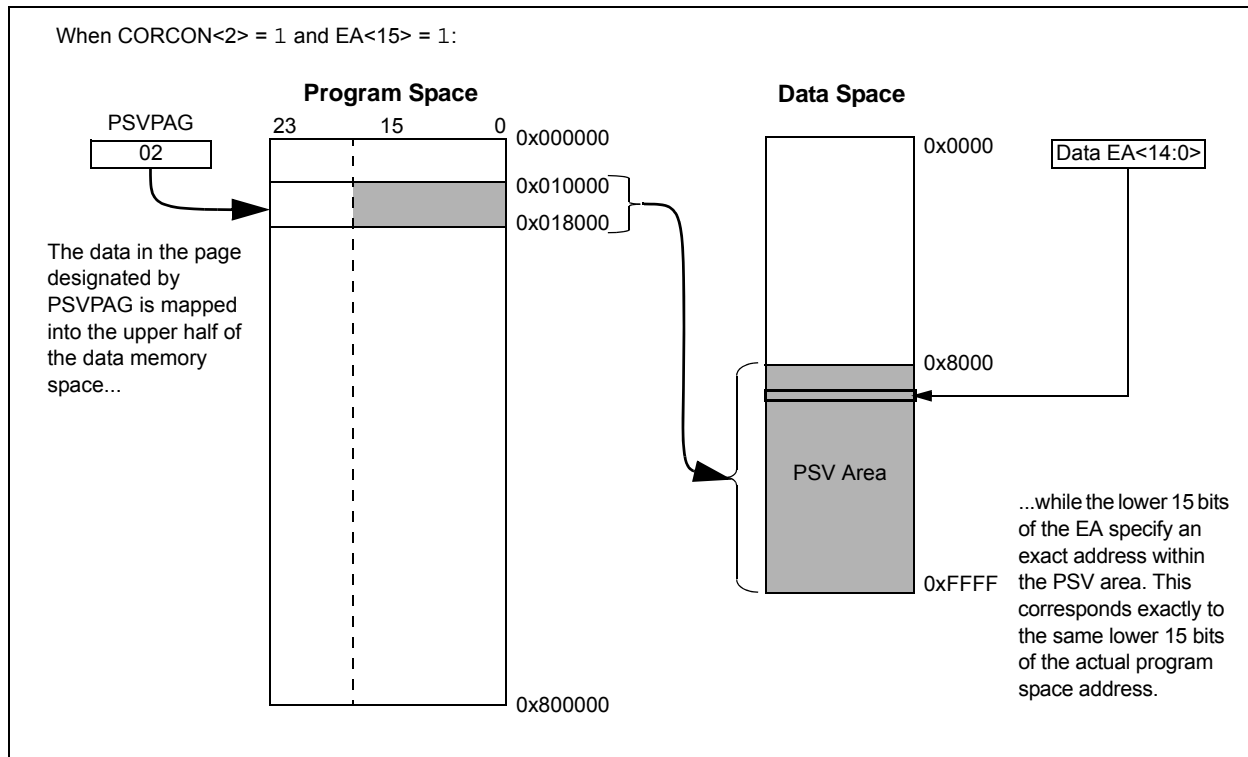 When CORCON<2> = 1 and EA<15> = 1:
Program Space
Data Space
PSVPAG
02
23
15
0
0x000000
0x010000
0x018000
0x800000
The data in the page
designated by
PSVPAG is mapped
into the upper half of
the data memory
space...
0x0000
Data EA<14:0>
0x8000
PSV Area
0xFFFF
...while the lower 15 bits
of the EA specify an
exact address within
the PSV area. This
corresponds exactly to
the same lower 15 bits
of the actual program
space address.